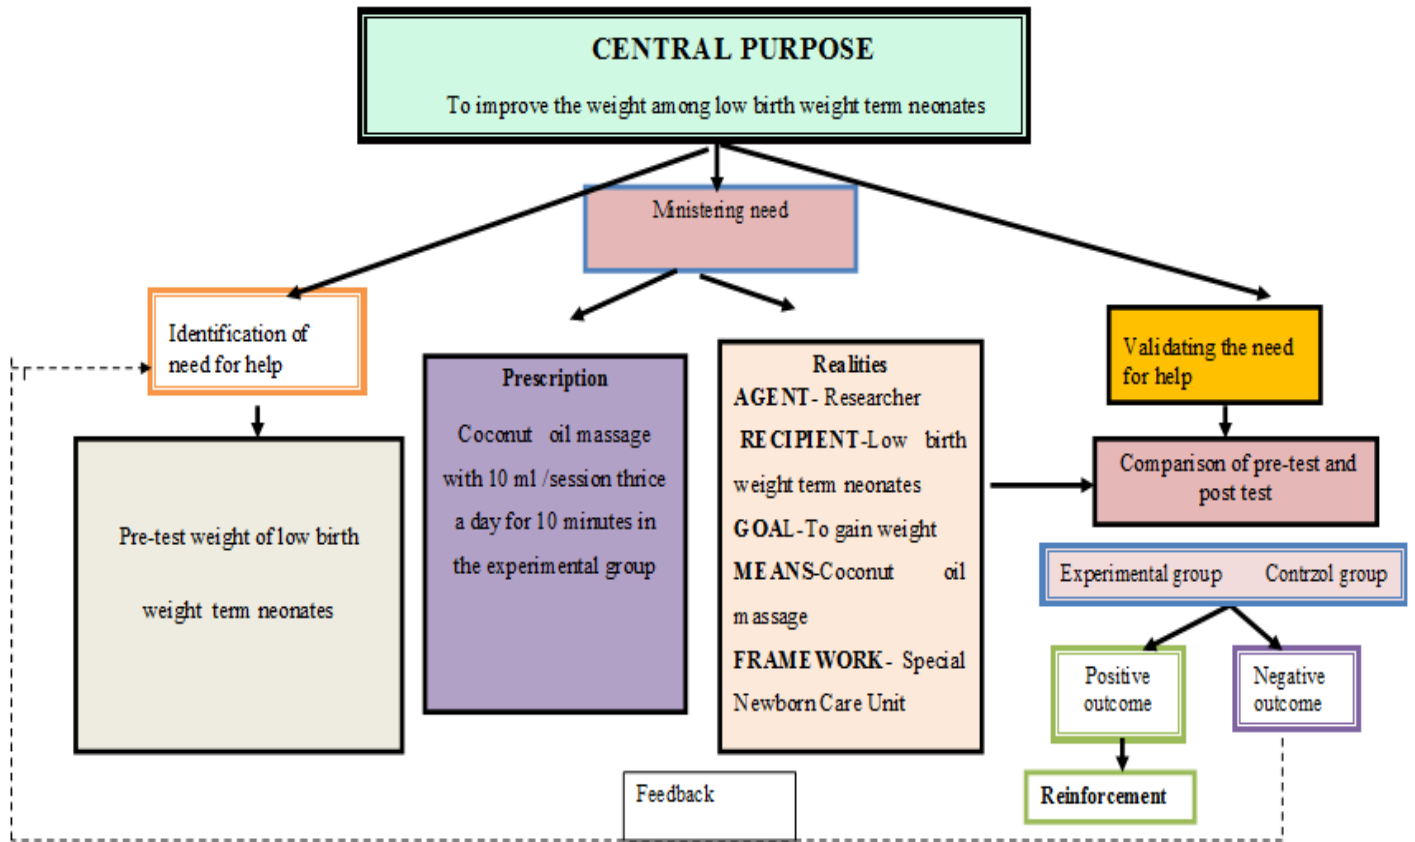 CENTRAL PURPOSE
To improve the weight among low birth weight term neonates
Ministering need
Identification of
need for help
Pre-test weight of low birth
weight term neonates
Prescription
Coconut oil massage
with 10 ml /session thrice
a day for 10 minutes in
the experimental group
Realities
AGENT- Researcher
RECIPIENT-Low birth
weight term neonates
GOAL-To gain weight
MEANS-Coconut oil
massage
FRAMEWORK- Special
Newborn Care Unit
Validating the need
for help
Comparison of pre-test and
post test
Experimental group Contrzol group
Positive
outcome
Negative
outcome
Reinforcement
Feedback